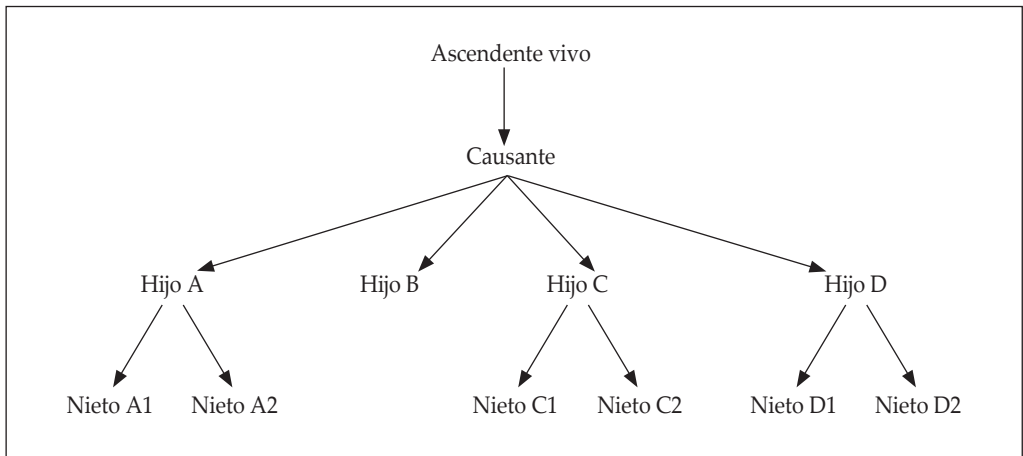 Ascendente vivo
Causante
Hijo A Hijo B Hijo C Hijo D
Nieto A1 Nieto A2 Nieto C1 Nieto C2 Nieto D1 Nieto D2